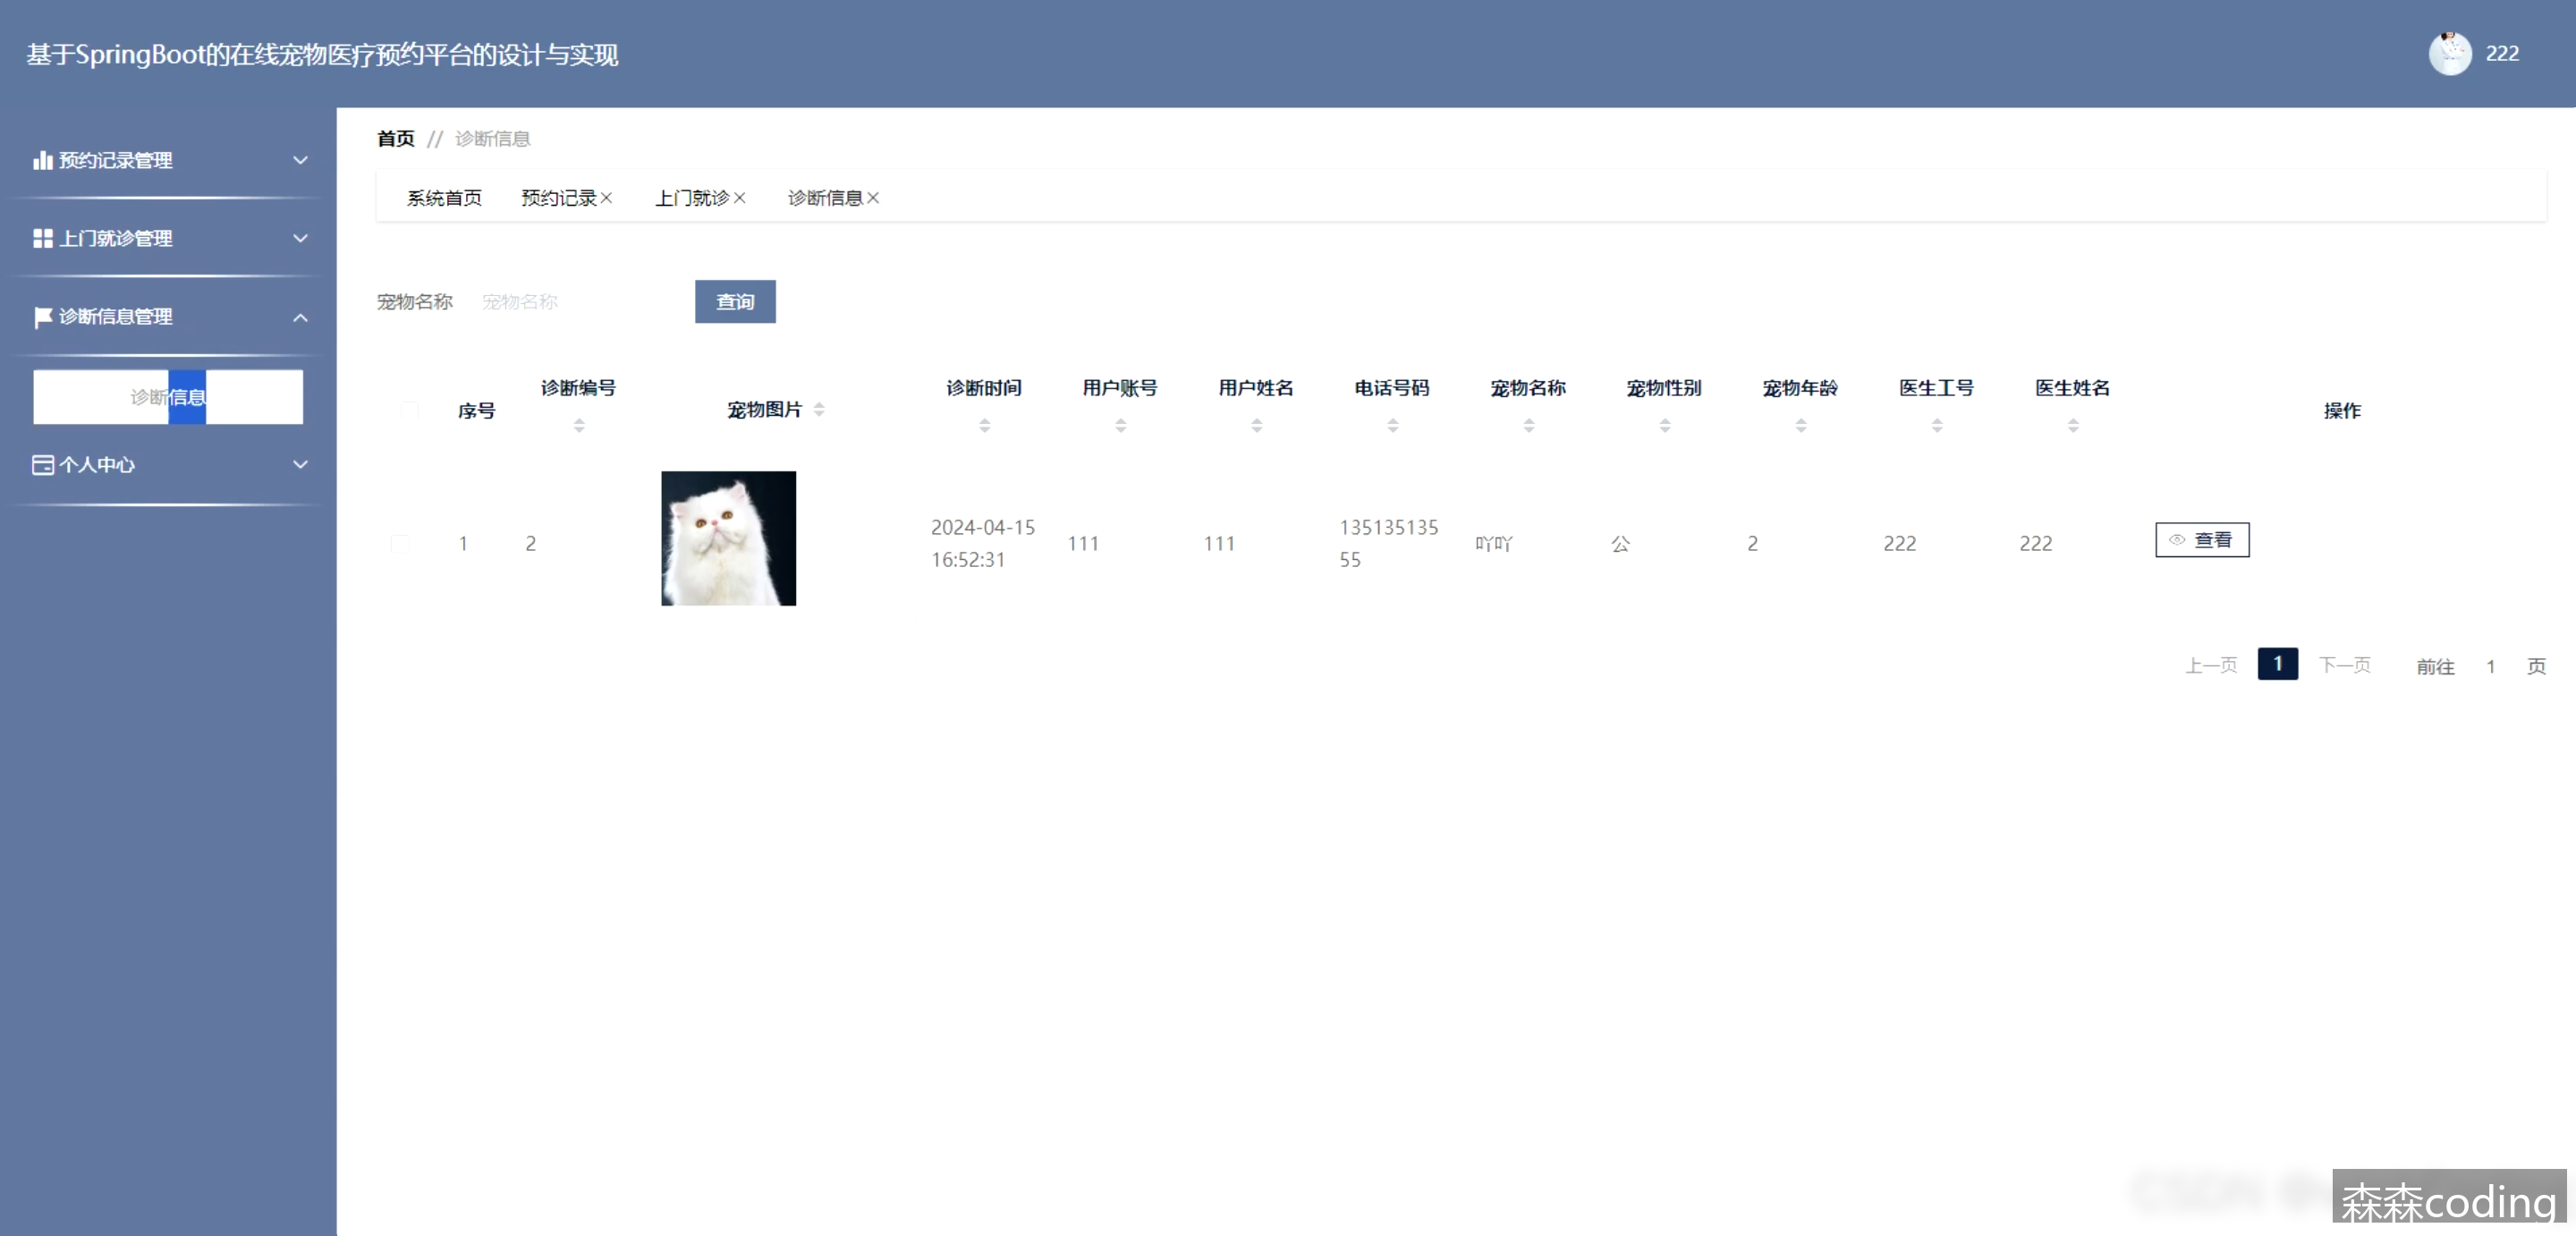 基于SpringBoot的在线宠物医疗预约平台的设计与实现
222
预约记录管理
上门就诊管理
诊断信息管理
诊断信息
个人中心
首页 // 诊断信息
系统首页 预约记录 上门就诊 诊断信息
宠物名称 宠物名称 查询
序号 诊断编号 宠物图片 诊断时间 用户账号 用户姓名 电话号码 宠物名称 宠物性别 宠物年龄 医生工号 医生姓名 操作
1 2 2024-04-15 111 111 135135135 吖吖 公 2 222 222 查看
16:52:31 55
上一页 1 下一页 前往 1 页
森森coding